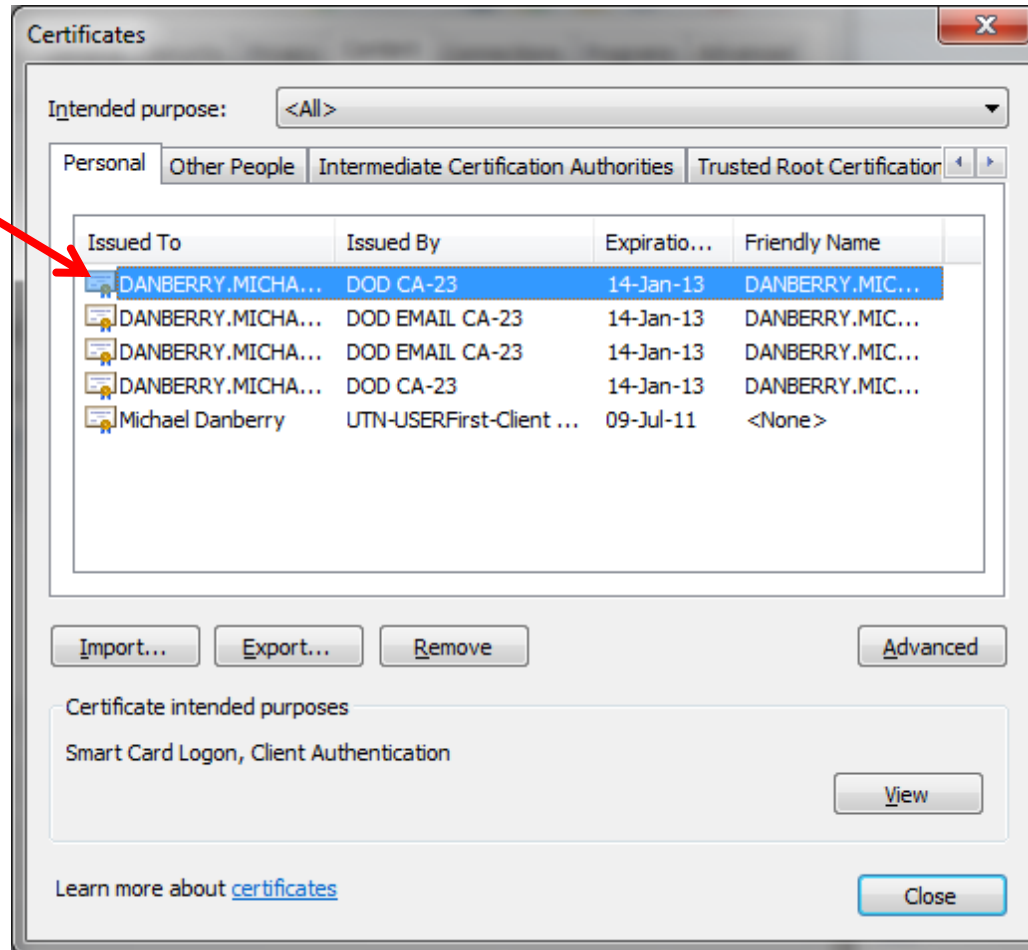 Certificates
Intended purpose: <All>
Personal Other People Intermediate Certification Authorities Trusted Root Certification
Issued To Issued By Expiratio... Friendly Name
DANBERRY.MICHA... DOD CA-23 14-Jan-13 DANBERRY.MIC...
DANBERRY.MICHA... DOD EMAIL CA-23 14-Jan-13 DANBERRY.MIC...
DANBERRY.MICHA... DOD EMAIL CA-23 14-Jan-13 DANBERRY.MIC...
DANBERRY.MICHA... DOD CA-23 14-Jan-13 DANBERRY.MIC...
Michael Danberry UTN-USERFirst-Client ... 09-Jul-11 <None>
Import... Export... Remove Advanced
Certificate intended purposes
Smart Card Logon, Client Authentication
View
Learn more about certificates
Close